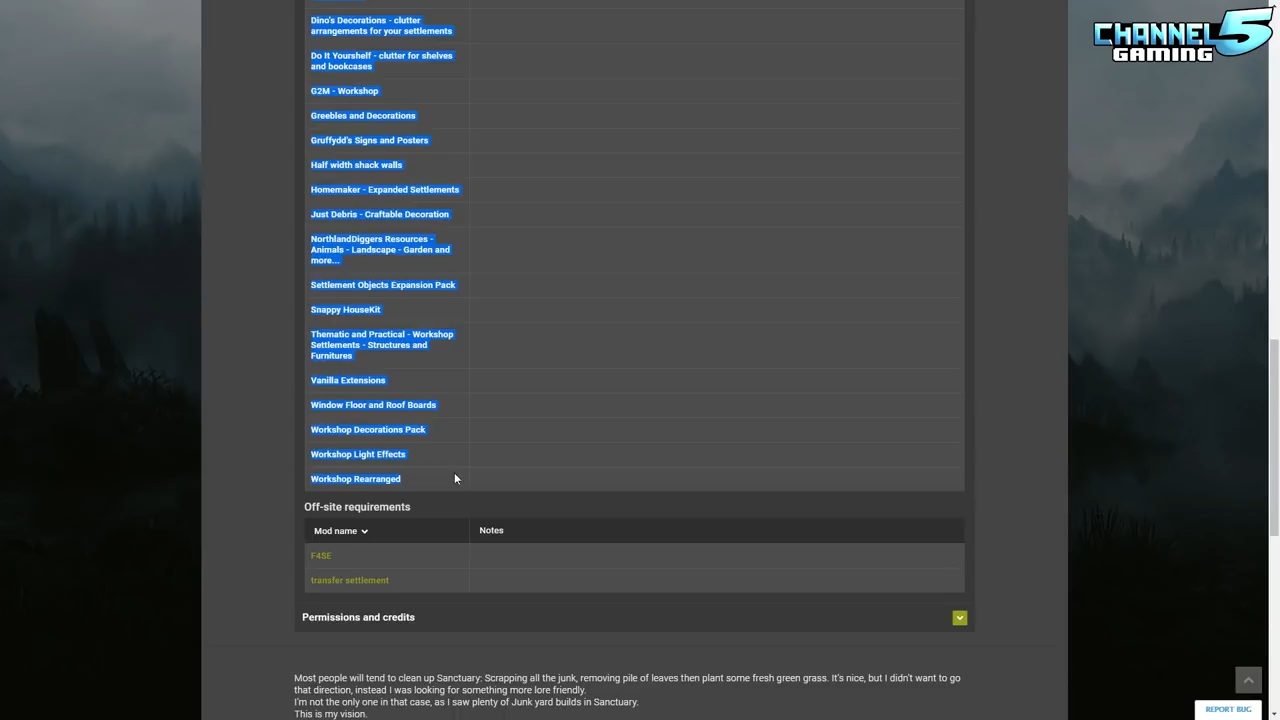 CHANNEL 5
GAMING
Dino's Decorations - clutter
arrangements for your settlements
Do It Yourshelf - clutter for shelves
and bookcases
G2M - Workshop
Greebles and Decorations
Gruffydd's Signs and Posters
Half width shack walls
Homemaker - Expanded Settlements
Just Debris - Craftable Decoration
NorthlandDiggers Resources -
Animals - Landscape - Garden and
more...
Settlement Objects Expansion Pack
Snappy HouseKit
Thematic and Practical - Workshop
Settlements - Structures and
Furnitures
Vanilla Extensions
Window Floor and Roof Boards
Workshop Decorations Pack
Workshop Light Effects
Workshop Rearranged
Off-site requirements
Mod name Notes
F4SE
transfer settlement
Permissions and credits
Most people will tend to clean up Sanctuary: Scrapping all the junk, removing pile of leaves then plant some fresh green grass. It's nice, but I didn't want to go
that direction, instead I was looking for something more lore friendly.
I'm not the only one in that case, as I saw plenty of Junk yard builds in Sanctuary.
This is my vision.
REPORT BUG